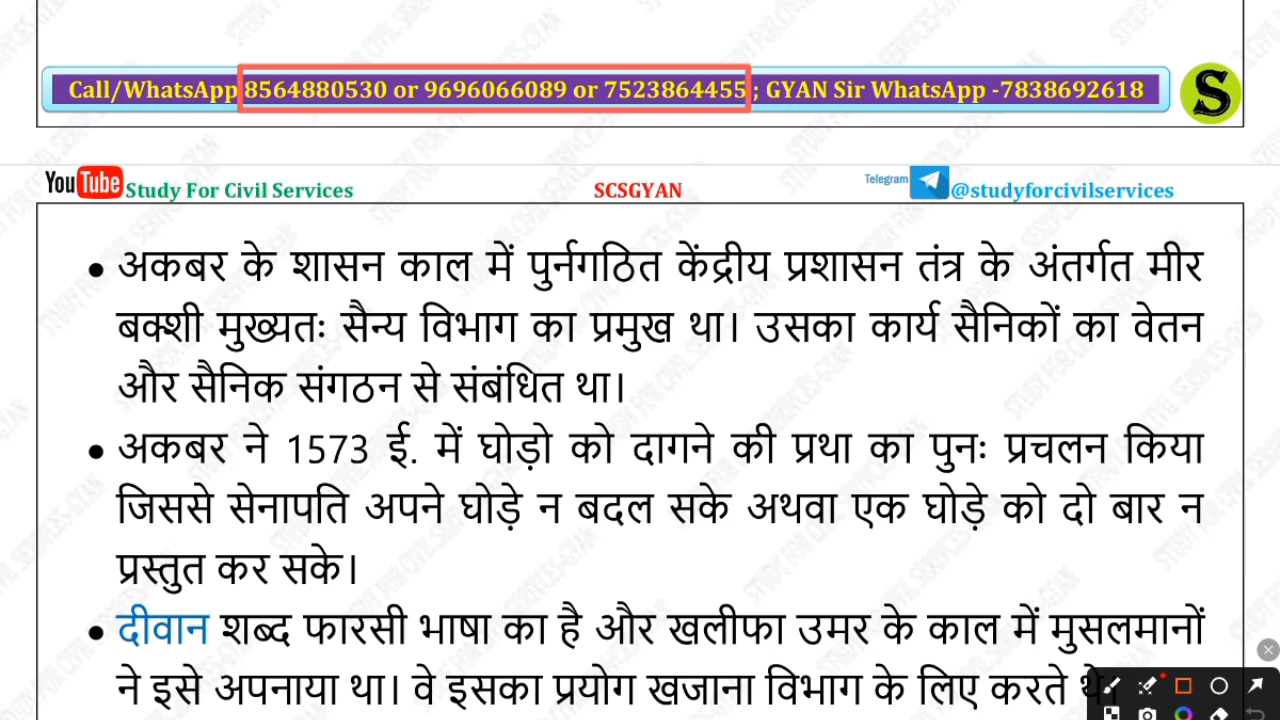 Call/WhatsApp 8564880530 or 9696066089 or 7523864455 ; GYAN Sir WhatsApp -7838692618
S
YouTube Study For Civil Services SCSGYAN Telegram @studyforcivilservices
• अकबर के शासन काल में पुर्नगठित केंद्रीय प्रशासन तंत्र के अंतर्गत मीर
बक्शी मुख्यतः सैन्य विभाग का प्रमुख था। उसका कार्य सैनिकों का वेतन
और सैनिक संगठन से संबंधित था।
• अकबर ने 1573 ई. में घोड़ो को दागने की प्रथा का पुनः प्रचलन किया
जिससे सेनापति अपने घोड़े न बदल सके अथवा एक घोड़े को दो बार न
प्रस्तुत कर सके।
• दीवान शब्द फारसी भाषा का है और खलीफा उमर के काल में मुसलमानों
ने इसे अपनाया था। वे इसका प्रयोग खजाना विभाग के लिए करते थे।